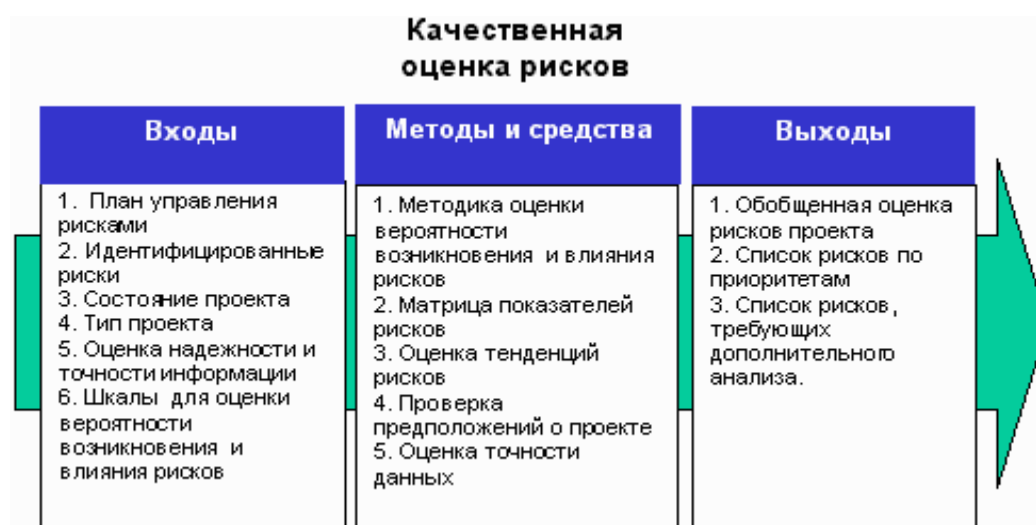 Качественная
оценка рисков
Входы
1. План управления
рисками
2. Идентифицированные
риски
3. Состояние проекта
4. Тип проекта
5. Оценка надежности и
точности информации
6. Шкалы для оценки
вероятности
возникновения и
влияния рисков
Методы и средства
1. Методика оценки
вероятности
возникновения и влияния
рисков
2. Матрица показателей
рисков
3. Оценка тенденций
рисков
4. Проверка
предположений о проекте
5. Оценка точности
данных
Выходы
1. Обобщенная оценка
рисков проекта
2. Список рисков по
приоритетам
3. Список рисков,
требующих
дополнительного
анализа.